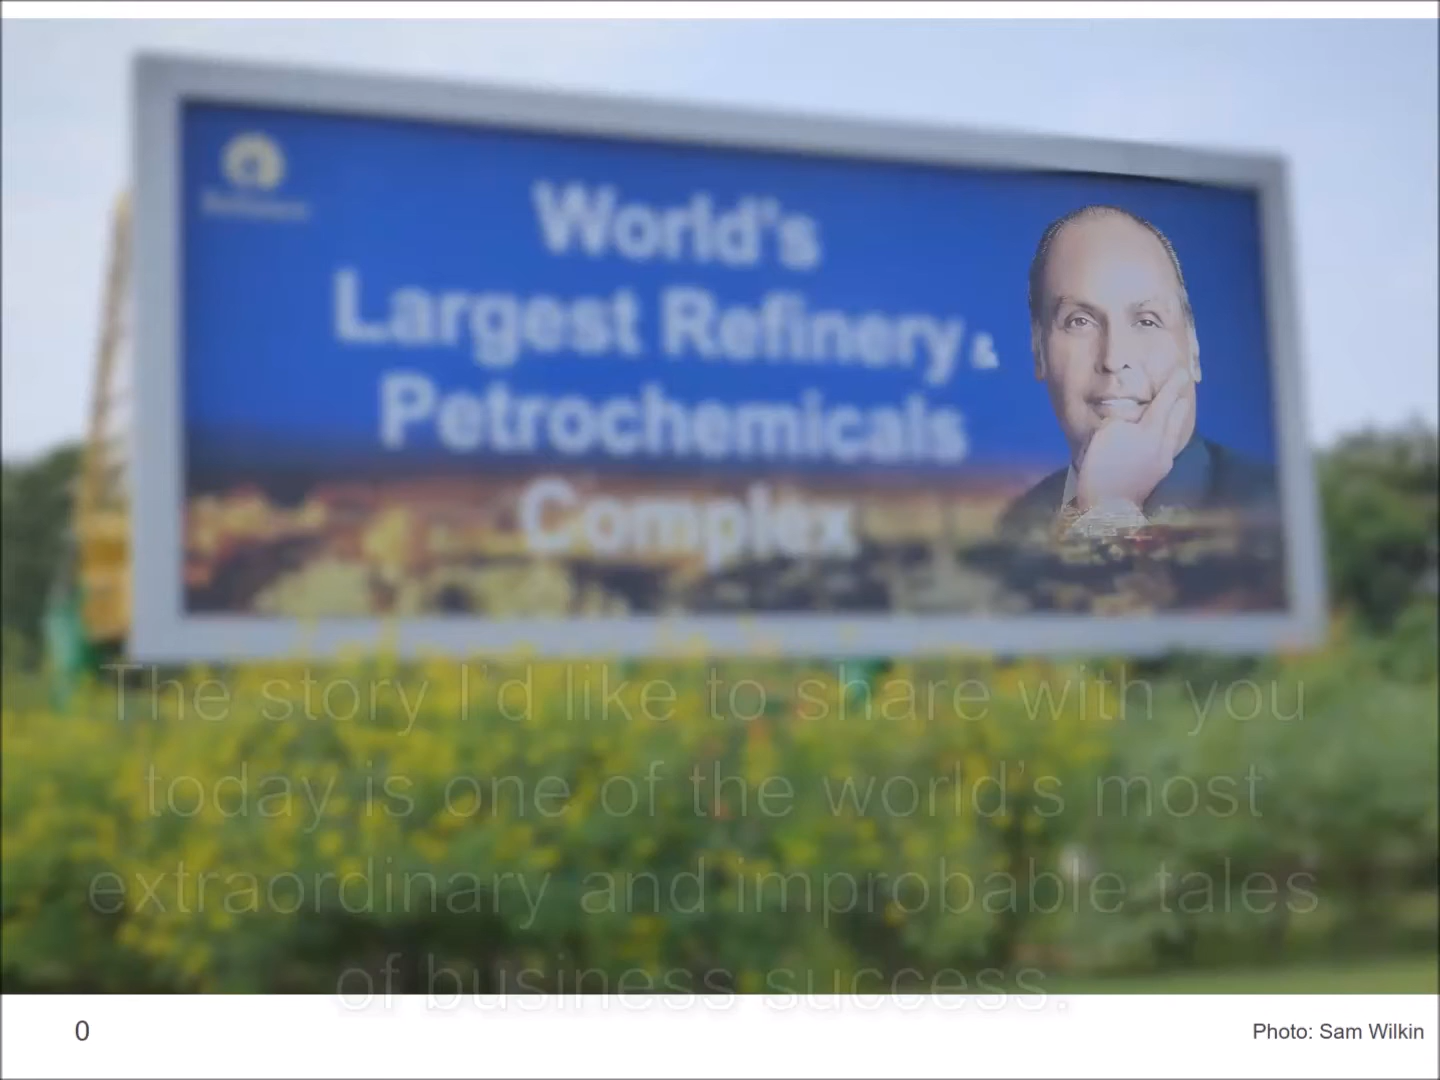 World's
Largest Refinery &
Petrochemicals
Complex
The story I'd like to share with you
today is one of the world's most
extraordinary and improbable tales
of business success.
0
Photo: Sam Wilkin